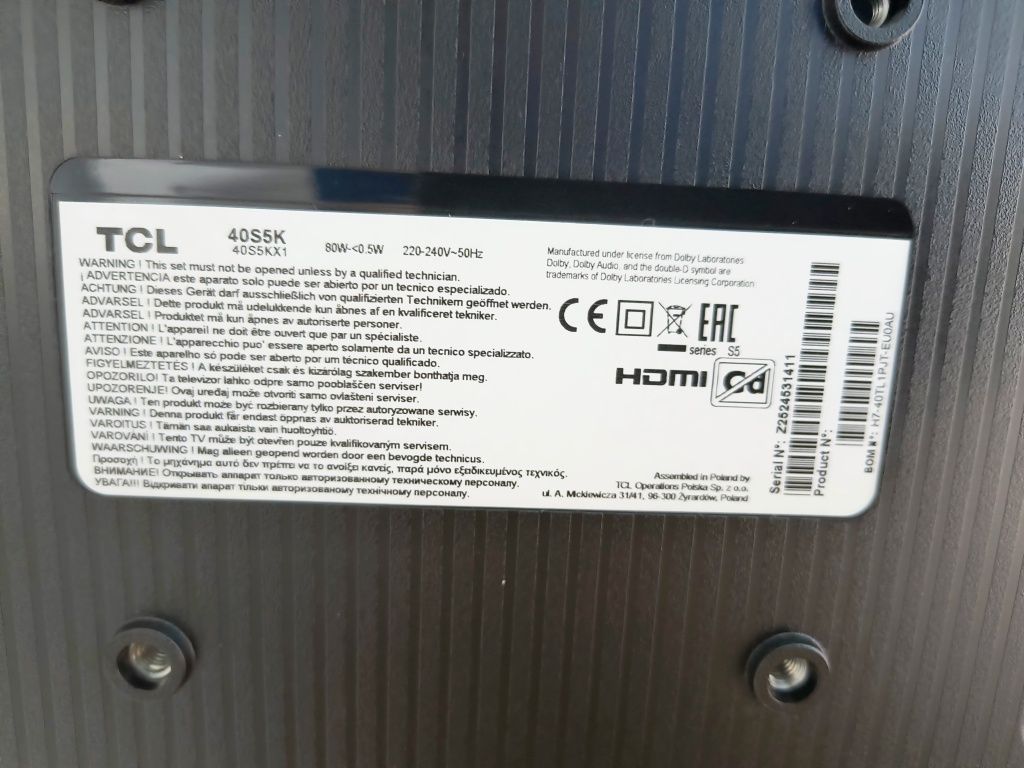 TCL
40S5K
40S5KX1
80W-<0.5W
220-240V~50Hz
WARNING ! This set must not be opened unless by a qualified technician.
¡ ADVERTENCIA este aparato solo puede ser abierto por un tecnico especializado.
ACHTUNG ! Dieses Gerät darf ausschließlich von qualifizierten Technikern geöffnet werden.
ADVARSEL ! Dette produkt må udelukkende kun åbnes af en kvalificeret tekniker.
ADVARSEL ! Produktet må kun åpnes av autoriserte personer.
ATTENTION ! L'appareil ne doit être ouvert que par un spécialiste.
ATTENZIONE ! L'apparecchio puo' essere aperto solamente da un tecnico specializzato.
AVISO ! Este aparelho só pode ser aberto por um técnico qualificado.
FIGYELMEZTETÉS ! A készüléket csak és kizárólag szakember bonthatja meg.
OPOZORILO! Ta televizor lahko odpre samo pooblaščen serviser!
UPOZORENJE! Ovaj uređaj može otvoriti samo ovlašteni serviser.
UWAGA ! Ten produkt może być rozbierany tylko przez autoryzowane serwisy.
VARNING ! Denna produkt får endast öppnas av auktoriserad tekniker.
VAROITUS ! Tämän saa aukaista vain huoltoyhtiö.
VAROVANÍ ! Tento TV může být otevřen pouze kvalifikovaným servisem.
WAARSCHUWING ! Mag alleen geopend worden door een bevoegde technicus.
Προσοχή ! Το μηχάνημα αυτό δεν πρέπει να το ανοίξει κανείς, παρά μόνο εξαδικευμένος τεχνικός.
ВНИМАНИЕ! Открывать аппарат только авторизованному техническому персоналу.
УВАГА!!! Відкривати апарат тільки авторизованому технічному персоналу.
Manufactured under license from Dolby Laboratories
Dolby, Dolby Audio, and the double-D symbol are
trademarks of Dolby Laboratories Licensing Corporation
CE
EAC
series S5
HDMI
Cd
Assembled in Poland by
TCL Operations Polska Sp. z o.o.
ul. A. Mickiewicza 31/41, 96-300 Żyrardów, Poland
Serial N°: Z2524531411
Product N°:
BOM N°: H7-40TL1PJT-EU0AU